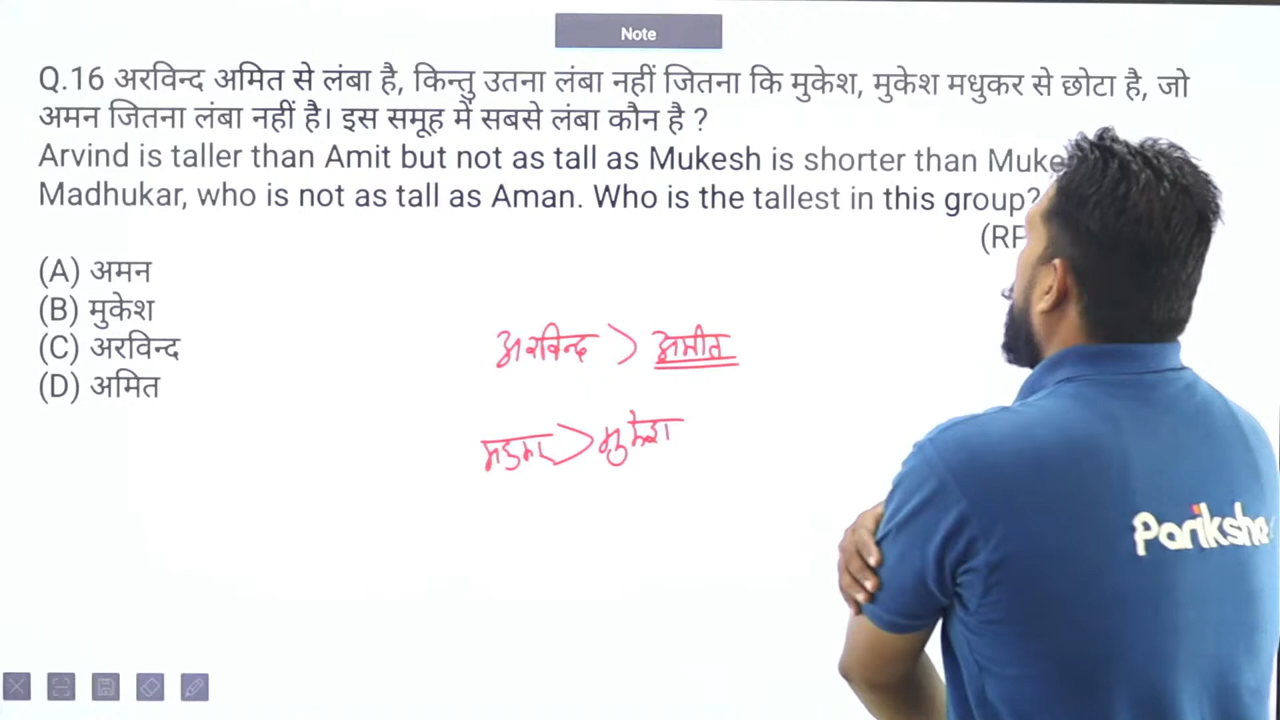 Note
Q.16 अरविन्द अमित से लंबा है, किन्तु उतना लंबा नहीं जितना कि मुकेश, मुकेश मधुकर से छोटा है, जो
अमन जितना लंबा नहीं है। इस समूह में सबसे लंबा कौन है ?
Arvind is taller than Amit but not as tall as Mukesh is shorter than Muke
Madhukar, who is not as tall as Aman. Who is the tallest in this group?
(RP
(A) अमन
(B) मुकेश
(C) अरविन्द
(D) अमित
अरविन्द > अमीत
> मुकेश
Pariksha